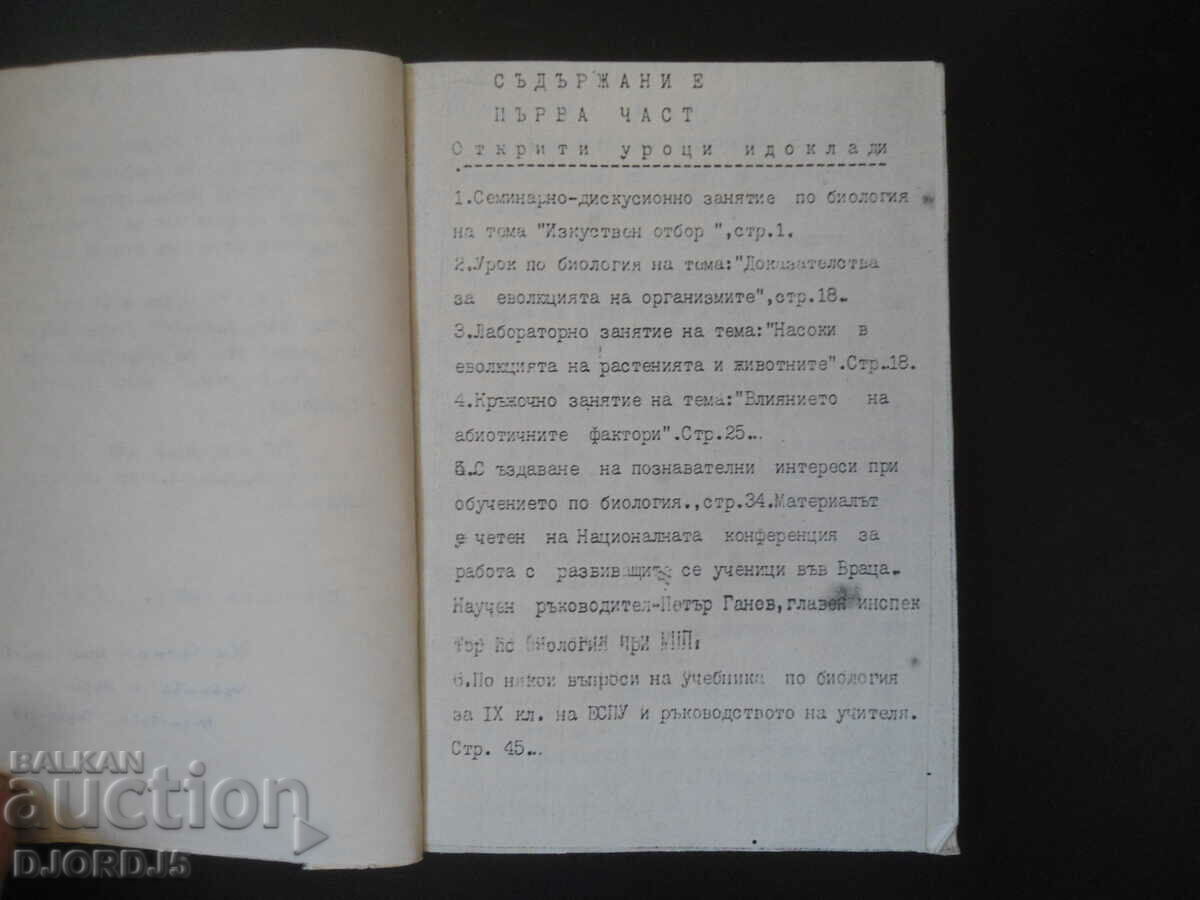 СЪДЪРЖАНИ Е
ПЪРВА ЧАСТ
Открити уроци идоклади
1.Семинарно-дискусионно занятие по биология
на тема "Изкуствен отбор ",стр.1.
2.Урок по биология на тема:"Доказателства
за еволюцията на организмите",стр.18..
3.Лабораторно занятие на тема:"Насоки в
еволюцията на растенията и животните".Стр..18.
4.Кръжочно занятие на тема:"Влиянието на
абиотичните фактори".Стр.25...
5.С ъздаване на познавателни интереси при
обучението по биология.,стр.34.Материалът
е четен на Националната конференция за
работа с развиващите се ученици във Враца..
Научен ръководител-Петър Ганев,главен инспек
тор по биология при МНП.
6.По някои въпроси на учебника по биология
за IX кл. на ЕСПУ и ръководството на учителя.
Стр. 45...
BALKAN
auction
DJORDJ5